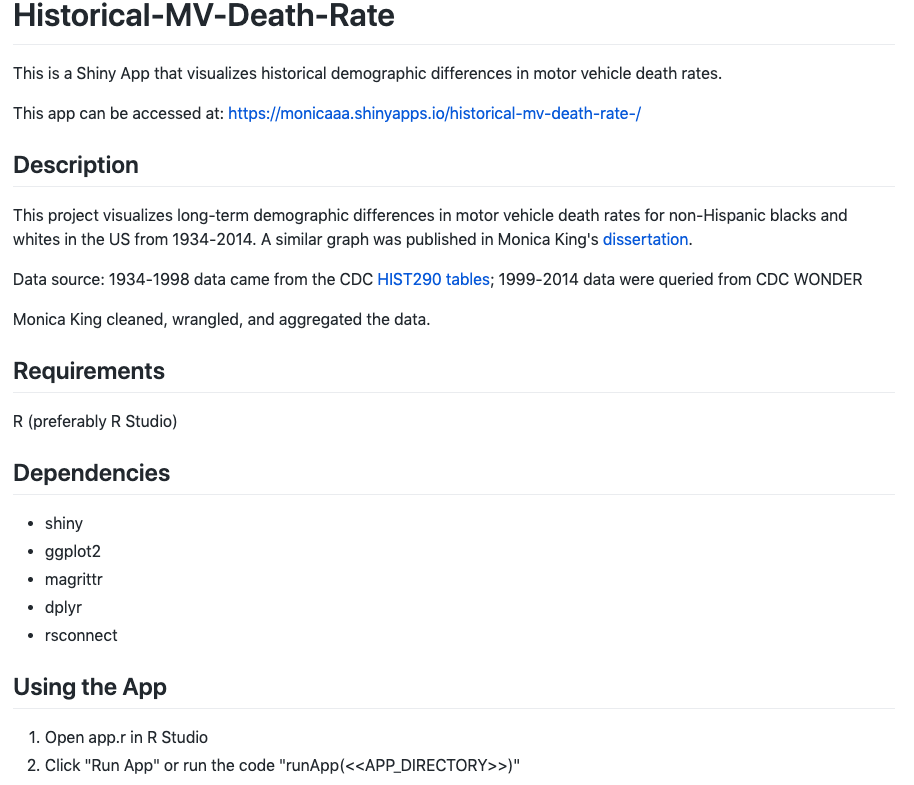 Historical-MV-Death-Rate
This is a Shiny App that visualizes historical demographic differences in motor vehicle death rates.
This app can be accessed at: https://monicaaa.shinyapps.io/historical-mv-death-rate-/
Description
This project visualizes long-term demographic differences in motor vehicle death rates for non-Hispanic blacks and
whites in the US from 1934-2014. A similar graph was published in Monica King's dissertation.
Data source: 1934-1998 data came from the CDC HIST290 tables; 1999-2014 data were queried from CDC WONDER
Monica King cleaned, wrangled, and aggregated the data.
Requirements
R (preferably R Studio)
Dependencies
• shiny
• ggplot2
• magrittr
• dplyr
• rsconnect
Using the App
1. Open app.r in R Studio
2. Click "Run App" or run the code "runApp(<<APP_DIRECTORY>>)"